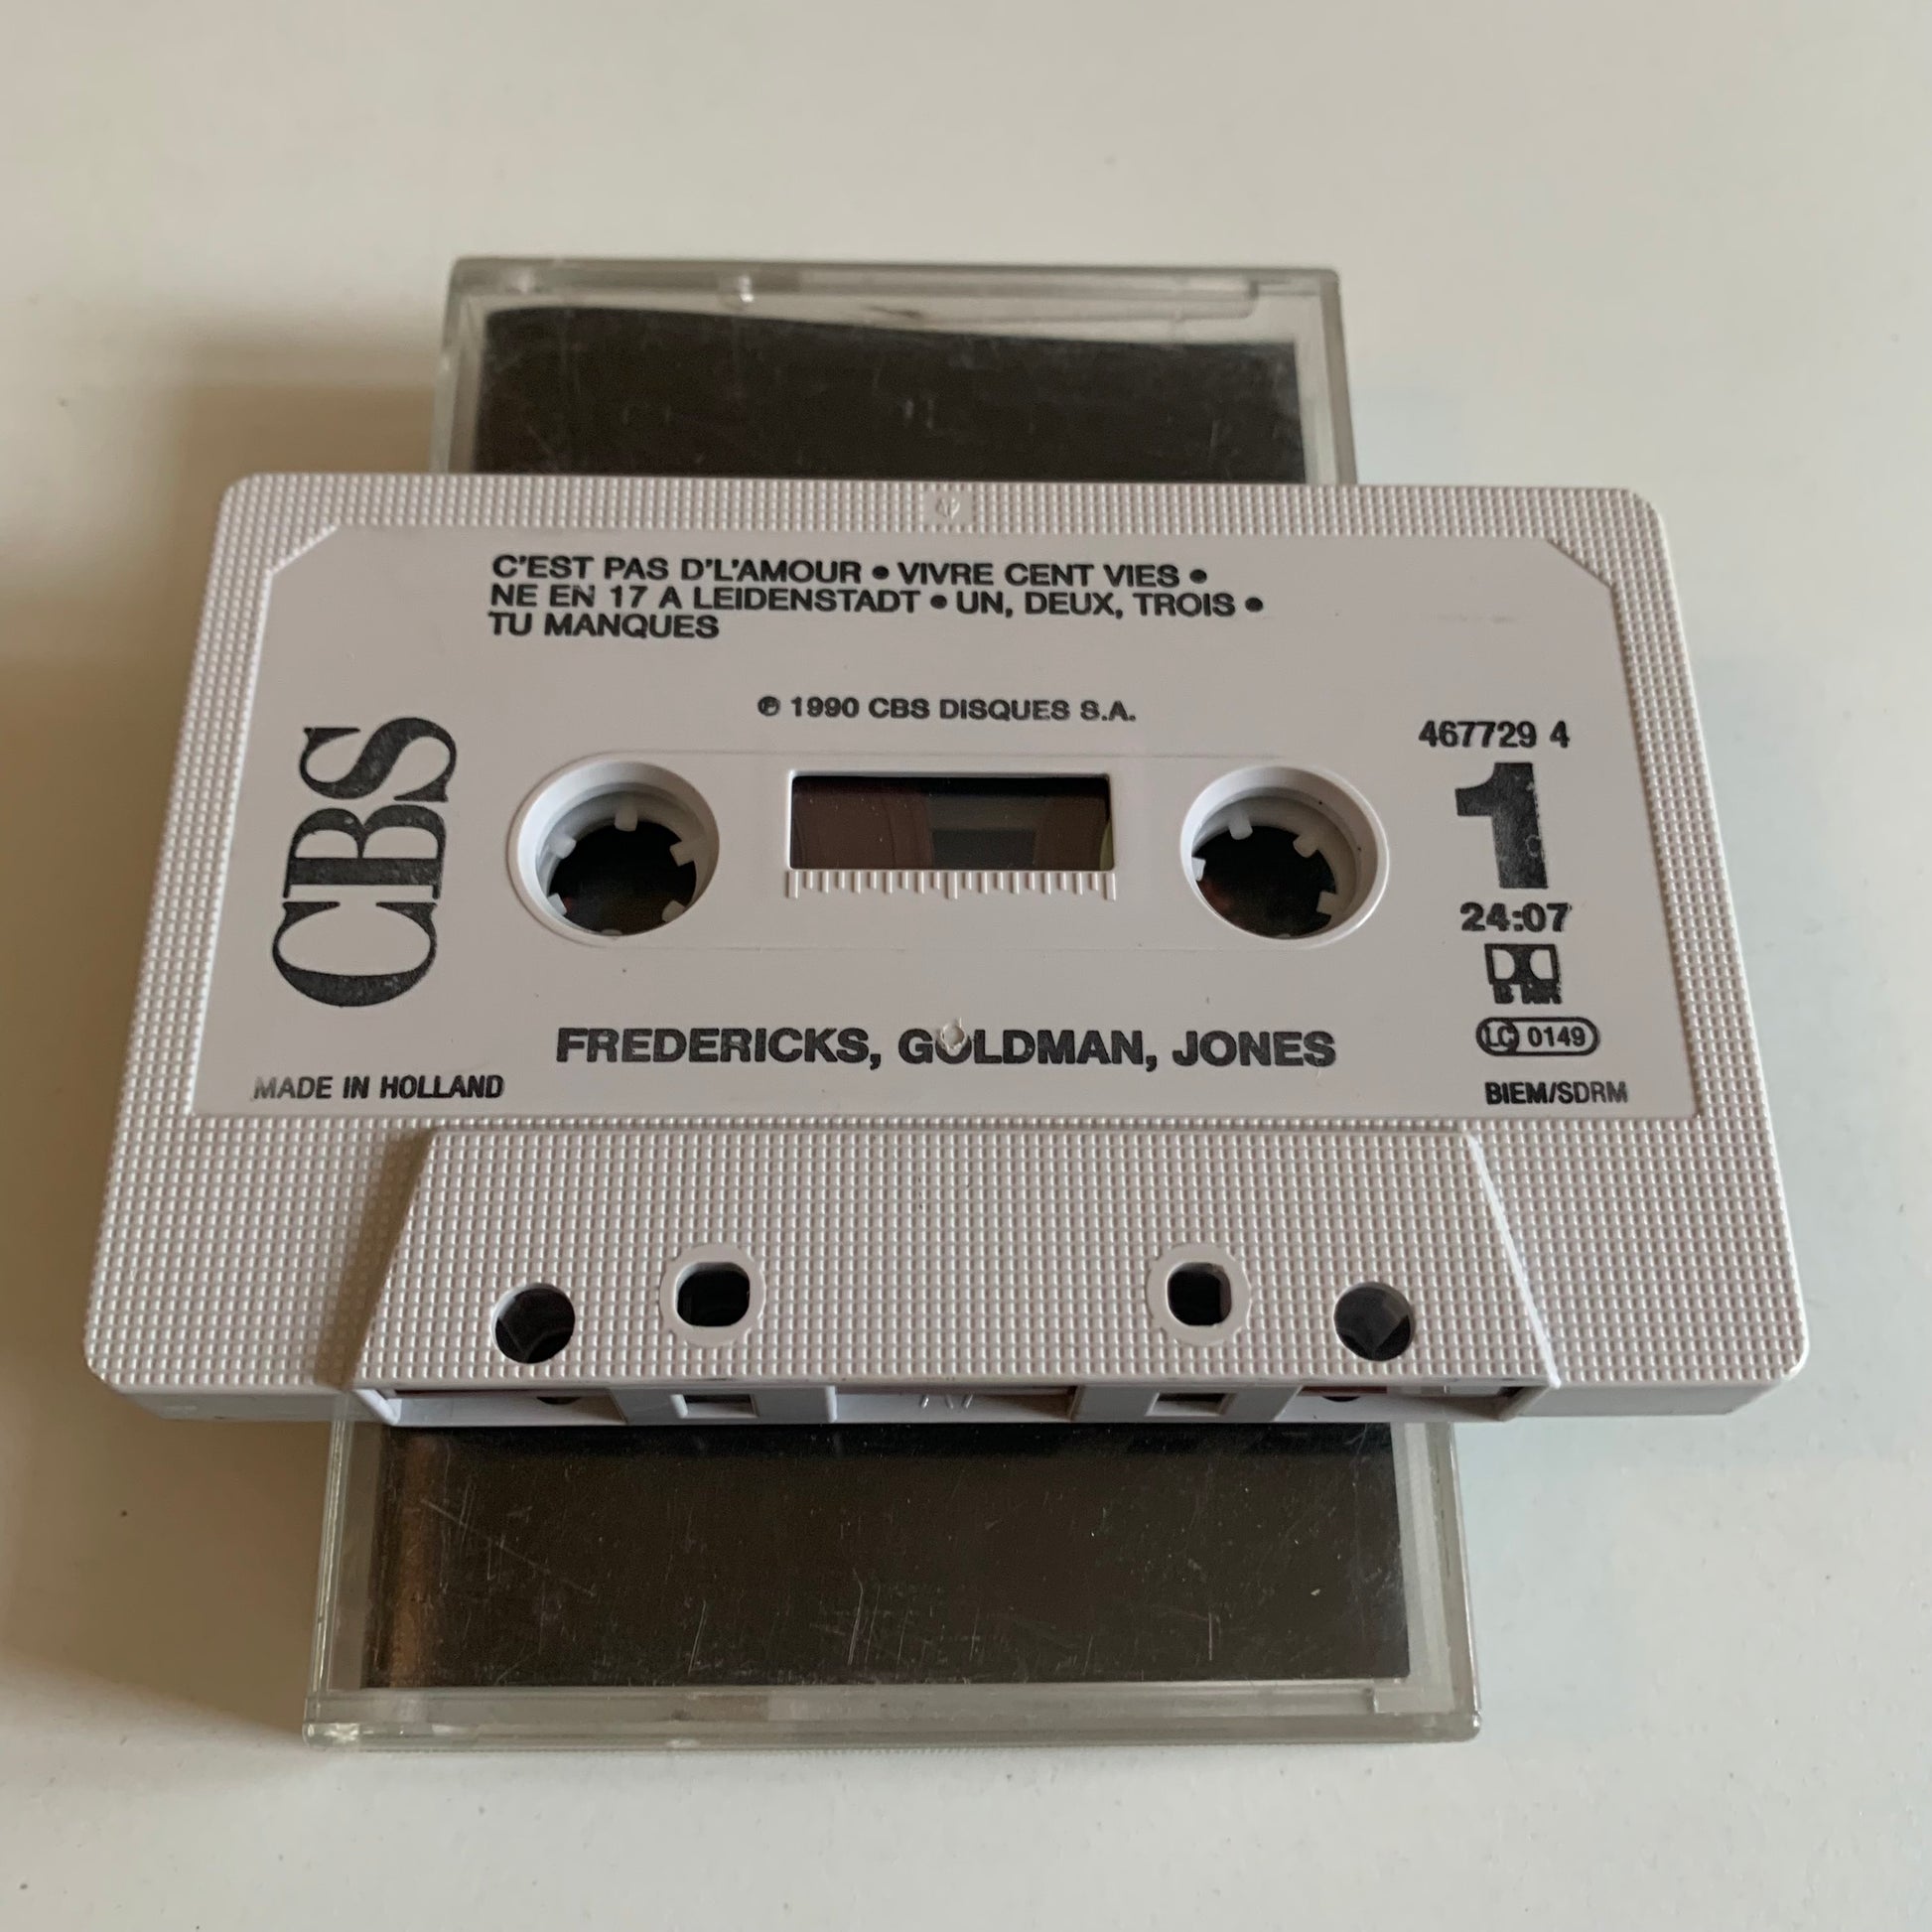 C'EST PAS D'L'AMOUR • VIVRE CENT VIES •
NE EN 17 A LEIDENSTADT • UN, DEUX, TROIS •
TU MANQUES
℗ 1990 CBS DISQUES S.A.
CBS
467729 4
1
24:07
LC 0149
FREDERICKS, GOLDMAN, JONES
MADE IN HOLLAND
BIEM/SDRM